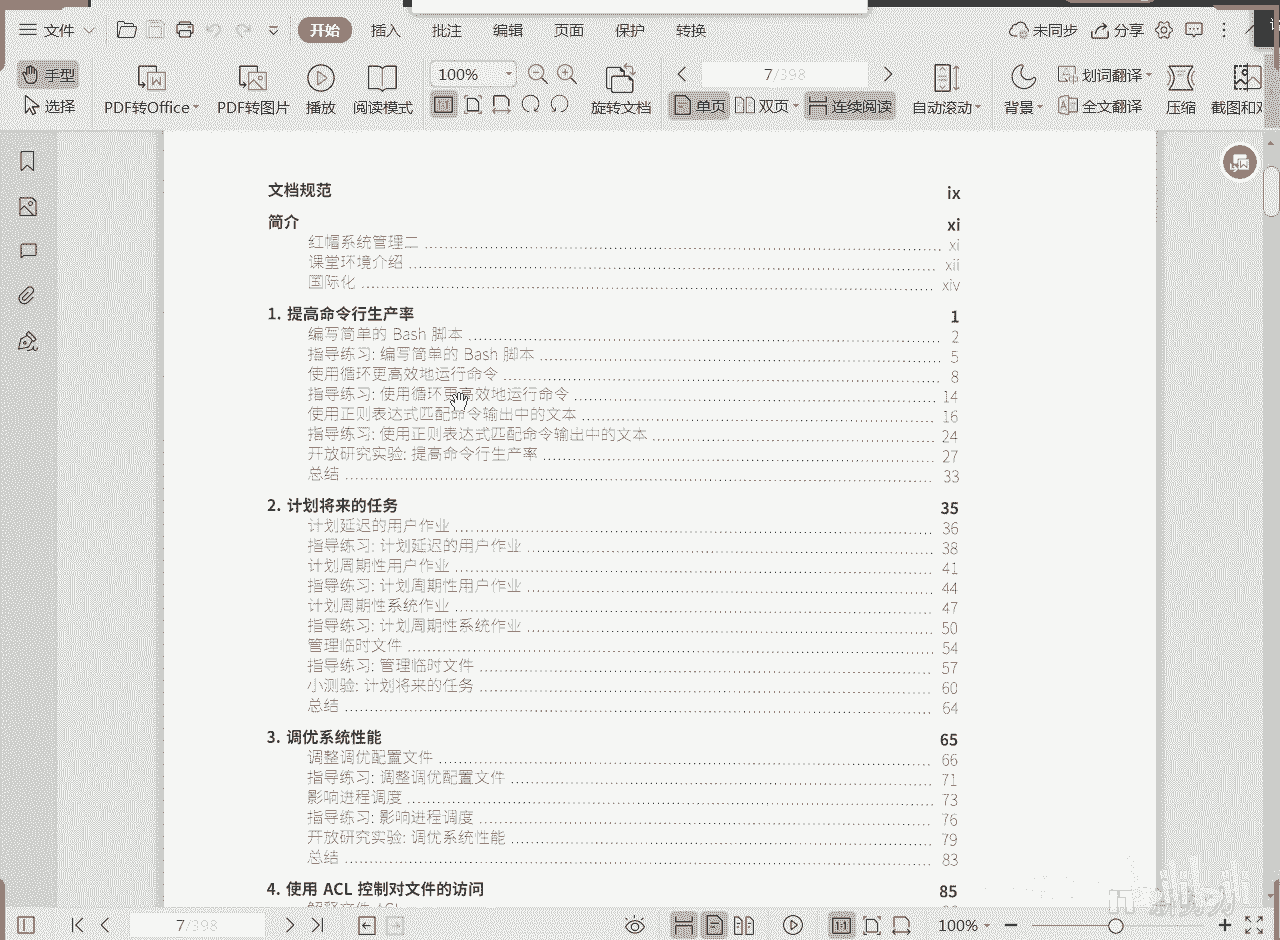 文件 开始 插入 批注 编辑 页面 保护 转换 未同步 分享
手型 选择 PDF转Office PDF转图片 播放 阅读模式 100% 旋转文档 7/398 单页 双页 连续阅读 自动滚动 背景 划词翻译 全文翻译 压缩
文档规范 ix
简介 xi
红帽系统管理二 xi
课堂环境介绍 xii
国际化 xiv
1. 提高命令行生产率 1
编写简单的 Bash 脚本 2
指导练习: 编写简单的 Bash 脚本 5
使用循环更高效地运行命令 8
指导练习: 使用循环更高效地运行命令 14
使用正则表达式匹配命令输出中的文本 16
指导练习: 使用正则表达式匹配命令输出中的文本 24
开放研究实验: 提高命令行生产率 27
总结 33
2. 计划将来的任务 35
计划延迟的用户作业 36
指导练习: 计划延迟的用户作业 38
计划周期性用户作业 41
指导练习: 计划周期性用户作业 44
计划周期性系统作业 47
指导练习: 计划周期性系统作业 50
管理临时文件 54
指导练习: 管理临时文件 57
小测验: 计划将来的任务 60
总结 64
3. 调优系统性能 65
调整调优配置文件 66
指导练习: 调整调优配置文件 71
影响进程调度 73
指导练习: 影响进程调度 76
开放研究实验: 调优系统性能 79
总结 83
4. 使用 ACL 控制对文件的访问 85
7/398 100%